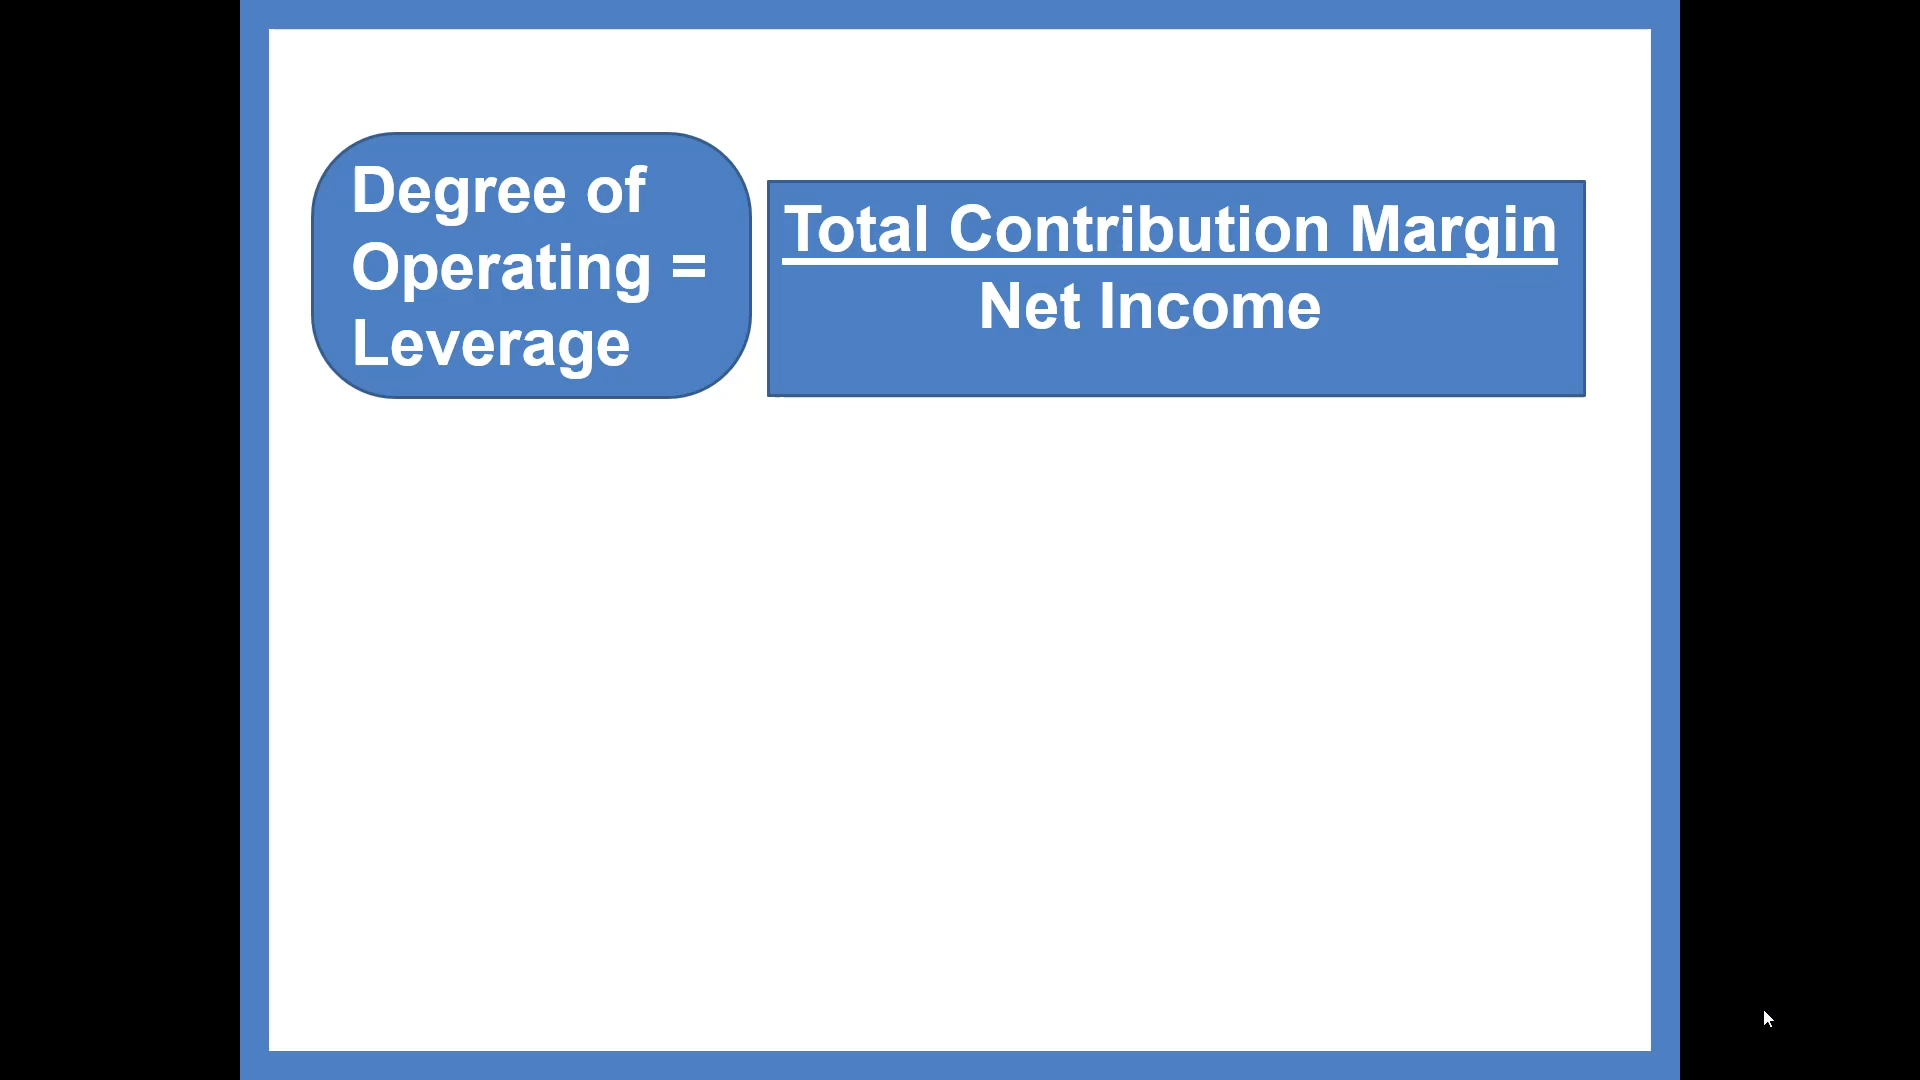 Degree of
Operating =
Leverage
Total Contribution Margin
Net Income